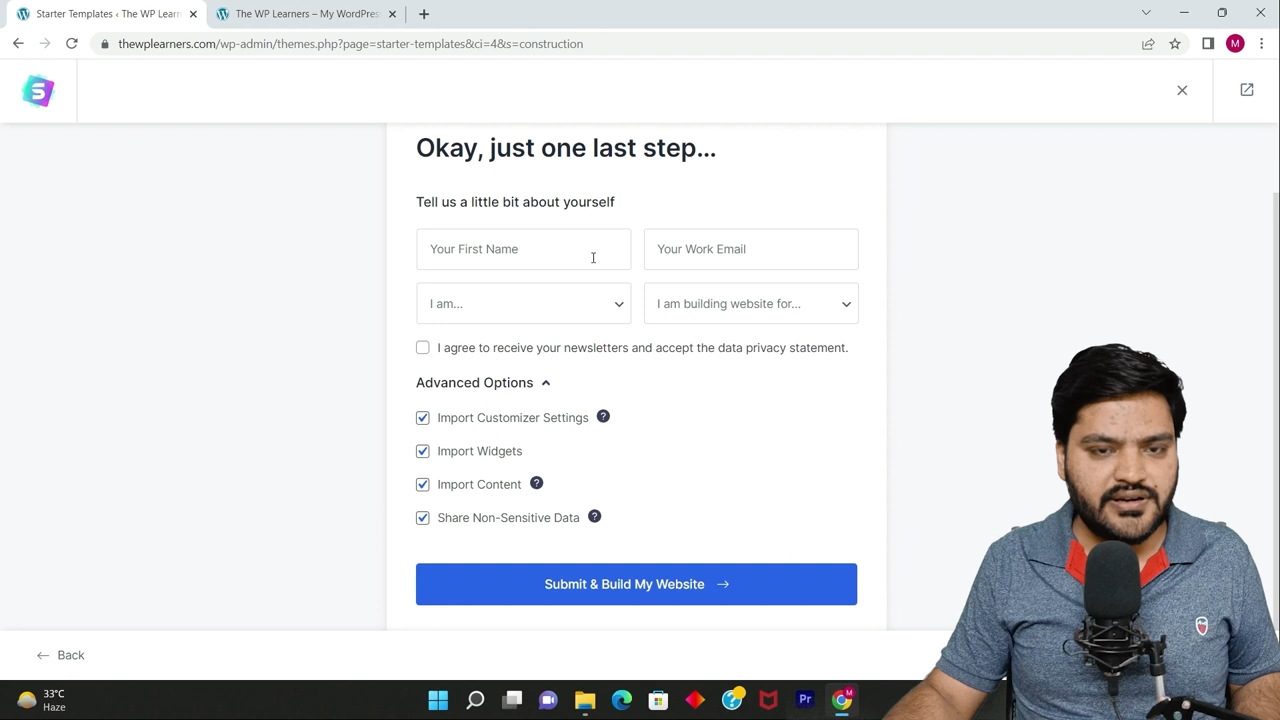 Starter Templates ‹ The WP Learn
The WP Learners – My WordPres
thewplearners.com/wp-admin/themes.php?page=starter-templates&ci=4&s=construction
M
S
Okay, just one last step...
Tell us a little bit about yourself
Your First Name
Your Work Email
I am...
I am building website for...
I agree to receive your newsletters and accept the data privacy statement.
Advanced Options
Import Customizer Settings ?
Import Widgets
Import Content ?
Share Non-Sensitive Data ?
Submit & Build My Website →
← Back
33°C
Haze
Pr
M